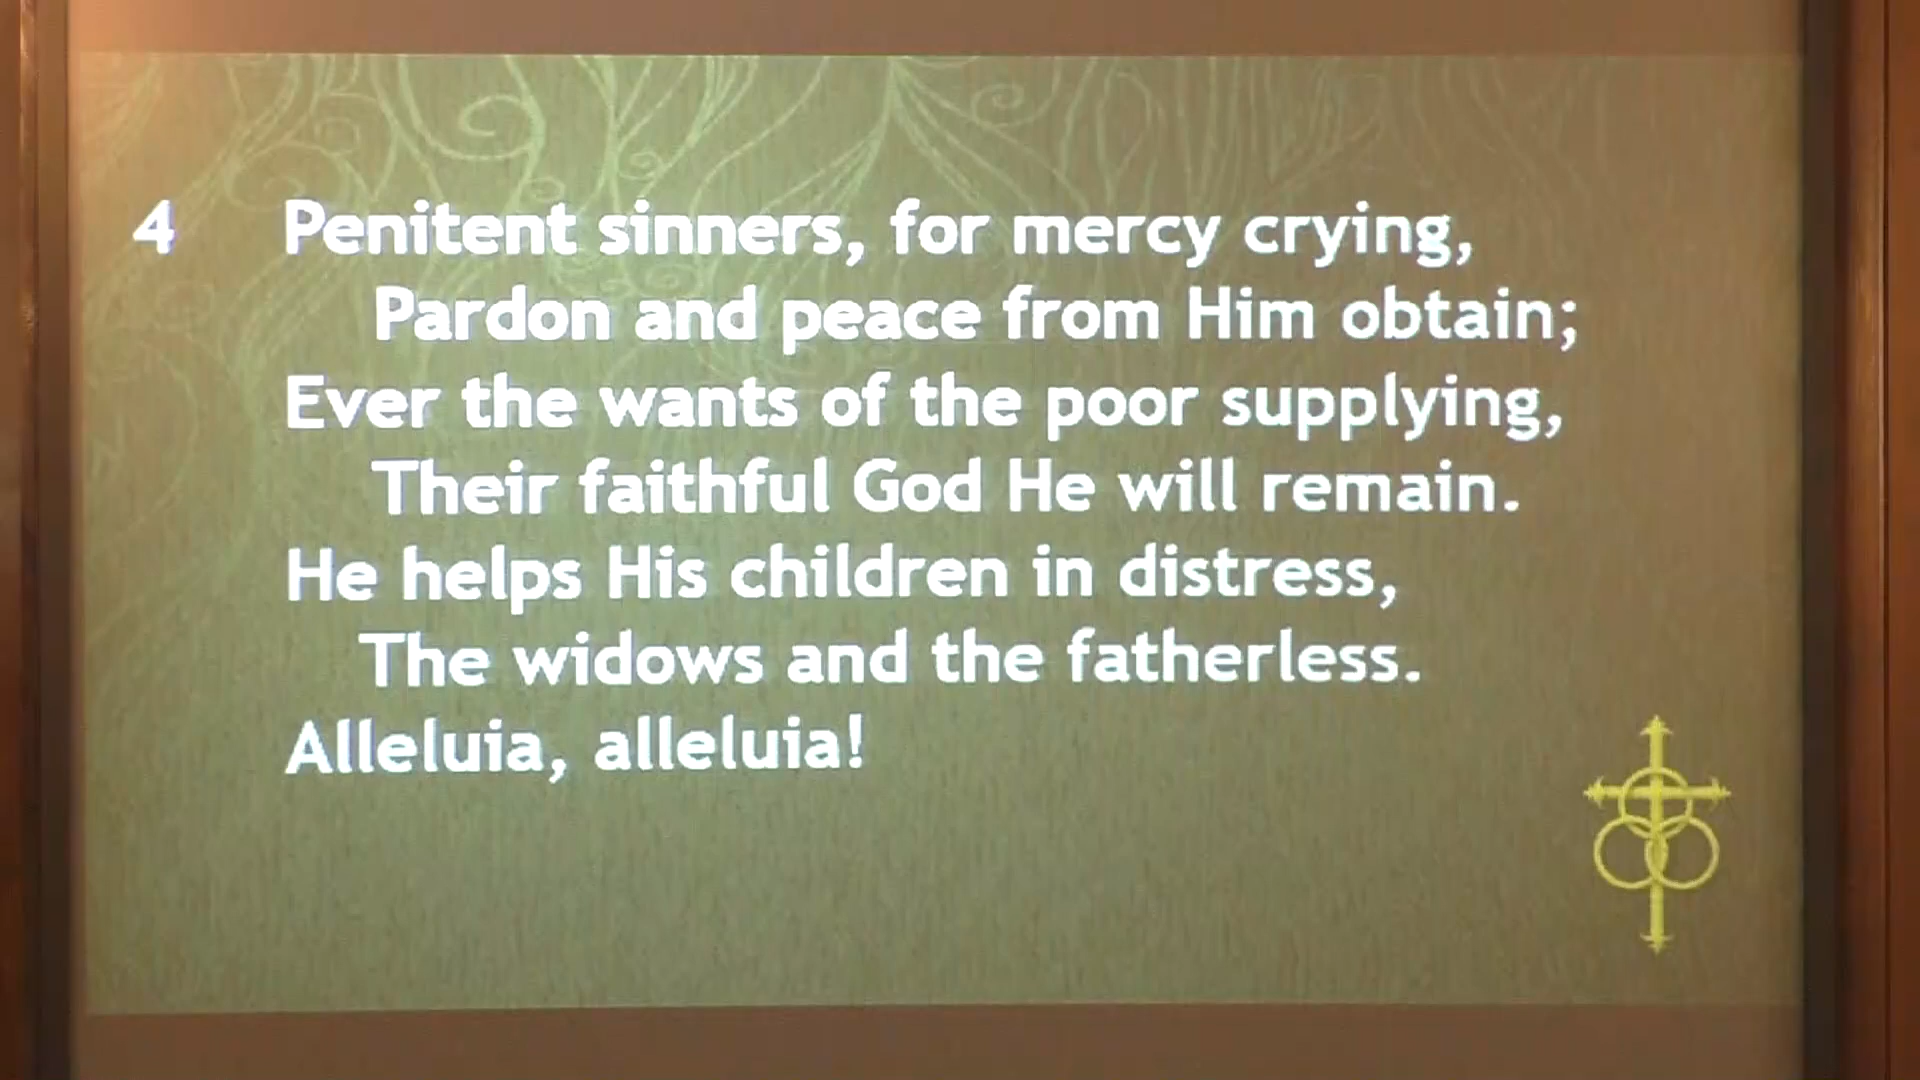 4 Penitent sinners, for mercy crying,
Pardon and peace from Him obtain;
Ever the wants of the poor supplying,
Their faithful God He will remain.
He helps His children in distress,
The widows and the fatherless.
Alleluia, alleluia!